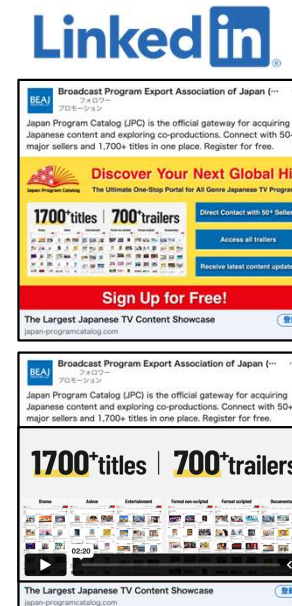 Linked in
BEAJ
Broadcast Program Export Association of Japan (…
フォロワー
プロモーション
Japan Program Catalog (JPC) is the official gateway for acquiring
Japanese content and exploring co-productions. Connect with 50+
major sellers and 1,700+ titles in one place. Register for free.
Japan Program Catalog
Discover Your Next Global Hi
The Ultimate One-Stop Portal for All Genre Japanese TV Program
1700+titles | 700+trailers
Direct Contact with 50+ Seller
Access all trailers
Receive latest content update
Sign Up for Free!
The Largest Japanese TV Content Showcase
japan-programcatalog.com
BEAJ
Broadcast Program Export Association of Japan (…
フォロワー
プロモーション
Japan Program Catalog (JPC) is the official gateway for acquiring
Japanese content and exploring co-productions. Connect with 50+
major sellers and 1,700+ titles in one place. Register for free.
1700+titles | 700+trailers
Drama Anime Entertainment Format non-scripted Format scripted Documenta
02:20
The Largest Japanese TV Content Showcase
japan-programcatalog.com